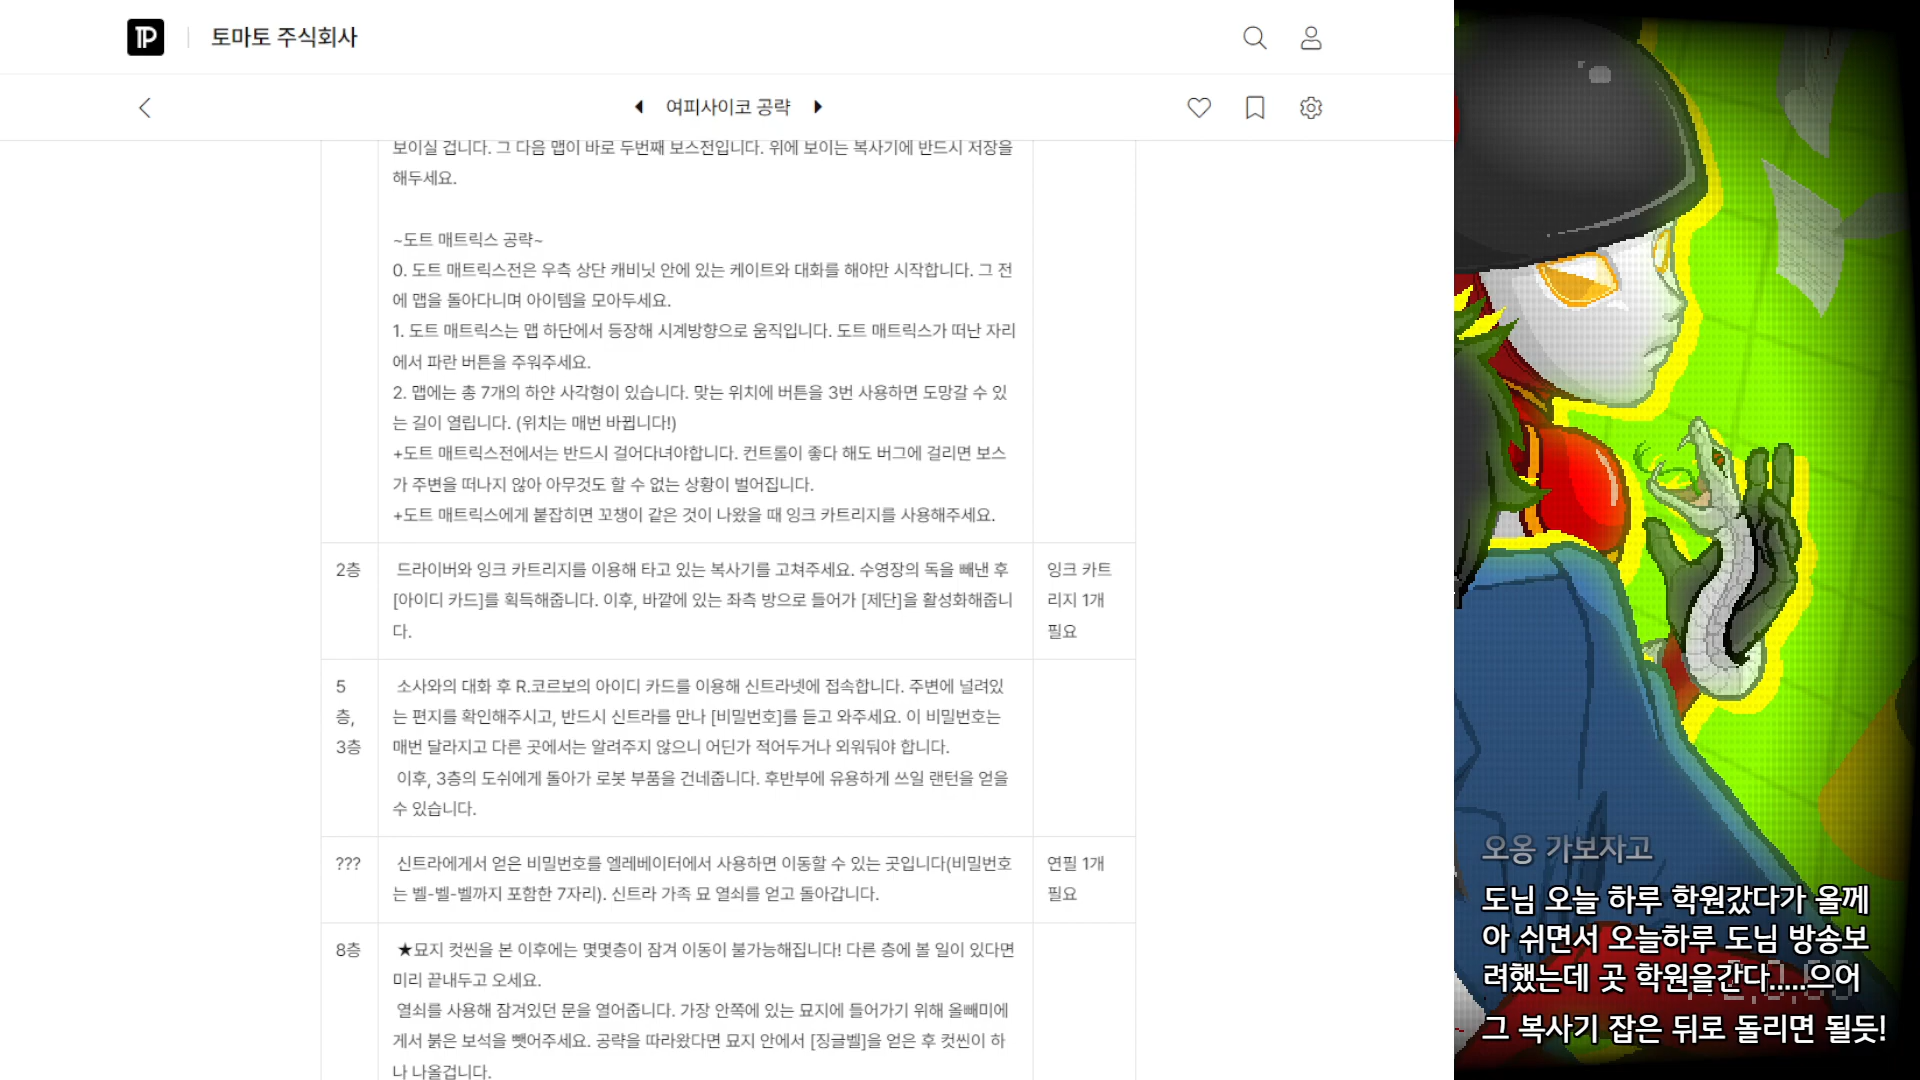 토마토 주식회사
여피사이코 공략
보이실 겁니다. 그 다음 맵이 바로 두번째 보스전입니다. 위에 보이는 복사기에 반드시 저장을
해두세요.
~도트 매트릭스 공략~
0. 도트 매트릭스전은 우측 상단 캐비닛 안에 있는 케이트와 대화를 해야만 시작합니다. 그 전
에 맵을 돌아다니며 아이템을 모아두세요.
1. 도트 매트릭스는 맵 하단에서 등장해 시계방향으로 움직입니다. 도트 매트릭스가 떠난 자리
에서 파란 버튼을 주워주세요.
2. 맵에는 총 7개의 하얀 사각형이 있습니다. 맞는 위치에 버튼을 3번 사용하면 도망갈 수 있
는 길이 열립니다. (위치는 매번 바뀝니다!)
+도트 매트릭스전에서는 반드시 걸어다녀야합니다. 컨트롤이 좋다 해도 버그에 걸리면 보스
가 주변을 떠나지 않아 아무것도 할 수 없는 상황이 벌어집니다.
+도트 매트릭스에게 붙잡히면 꼬챙이 같은 것이 나왔을 때 잉크 카트리지를 사용해주세요.
2층
드라이버와 잉크 카트리지를 이용해 타고 있는 복사기를 고쳐주세요. 수영장의 독을 빼낸 후
[아이디 카드]를 획득해줍니다. 이후, 바깥에 있는 좌측 방으로 들어가 [제단]을 활성화해줍니
다.
잉크 카트
리지 1개
필요
5
층,
3층
소사와의 대화 후 R.코르보의 아이디 카드를 이용해 신트라넷에 접속합니다. 주변에 널려있
는 편지를 확인해주시고, 반드시 신트라를 만나 [비밀번호]를 듣고 와주세요. 이 비밀번호는
매번 달라지고 다른 곳에서는 알려주지 않으니 어딘가 적어두거나 외워둬야 합니다.
이후, 3층의 도쉬에게 돌아가 로봇 부품을 건네줍니다. 후반부에 유용하게 쓰일 랜턴을 얻을
수 있습니다.
???
신트라에게서 얻은 비밀번호를 엘레베이터에서 사용하면 이동할 수 있는 곳입니다(비밀번호
는 벨-벨-벨까지 포함한 7자리). 신트라 가족 묘 열쇠를 얻고 돌아갑니다.
연필 1개
필요
8층
★묘지 컷씬을 본 이후에는 몇몇층이 잠겨 이동이 불가능해집니다! 다른 층에 볼 일이 있다면
미리 끝내두고 오세요.
열쇠를 사용해 잠겨있던 문을 열어줍니다. 가장 안쪽에 있는 묘지에 들어가기 위해 올빼미에
게서 붉은 보석을 뺏어주세요. 공략을 따라왔다면 묘지 안에서 [징글벨]을 얻은 후 컷씬이 하
나 나올겁니다.
오옹 가보자고
도님 오늘 하루 학원갔다가 올께
아 쉬면서 오늘하루 도님 방송보
려했는데 곳 학원을간다.....으어
그 복사기 잡은 뒤로 돌리면 될듯!